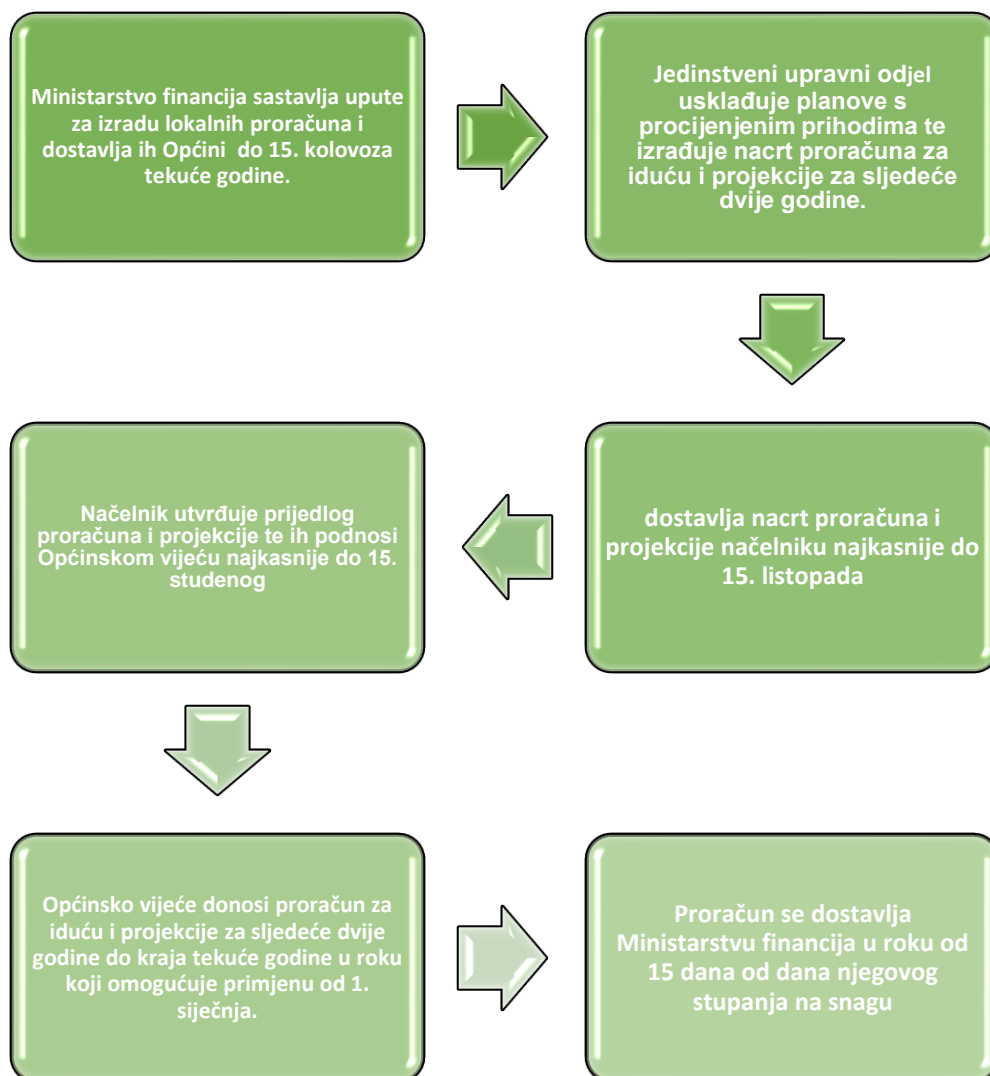 Ministarstvo financija sastavlja upute
za izradu lokalnih proračuna i
dostavlja ih Općini do 15. kolovoza
tekuće godine.
Jedinstveni upravni odjel
usklađuje planove s
procijenjenim prihodima te
izrađuje nacrt proračuna za
iduću i projekcije za sljedeće
dvije godine.
dostavlja nacrt proračuna i
projekcije načelniku najkasnije do
15. listopada
Načelnik utvrđuje prijedlog
proračuna i projekcije te ih podnosi
Općinskom vijeću najkasnije do 15.
studenog
Općinsko vijeće donosi proračun za
iduću i projekcije za sljedeće dvije
godine do kraja tekuće godine u roku
koji omogućuje primjenu od 1.
siječnja.
Proračun se dostavlja
Ministarstvu financija u roku od
15 dana od dana njegovog
stupanja na snagu